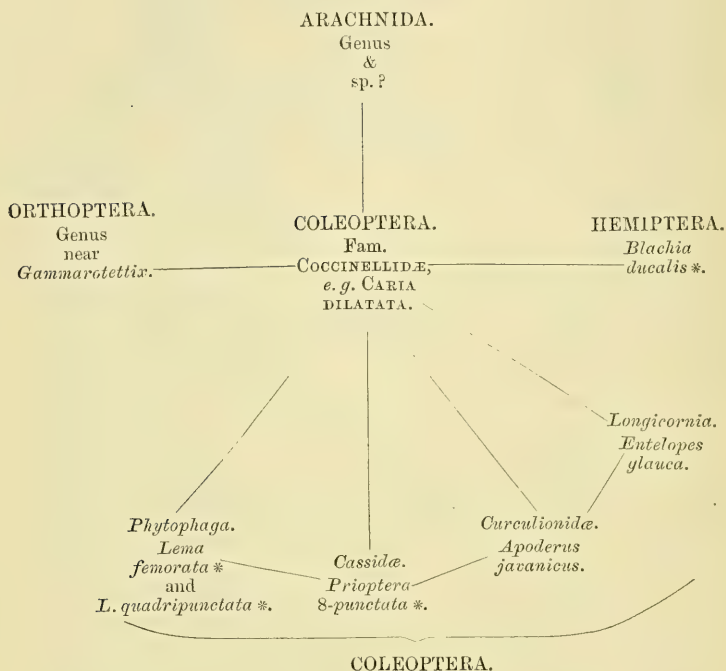 ARACHNIDA.
Genus
&
sp. ?
ORTHOPTERA.
Genus
near
Gammarotettix.
COLEOPTERA.
Fam.
COCCINELLIDÆ,
e. g. CARIA
DILATATA.
HEMIPTERA.
Blachia
ducalis *.
Longicornia.
Entelopes
glauca.
Phytophaga.
Lema
femorata *
and
L. quadripunctata *.
Cassidæ.
Prioptera
8-punctata *.
Curculionidæ.
Apoderus
javanicus.
COLEOPTERA.